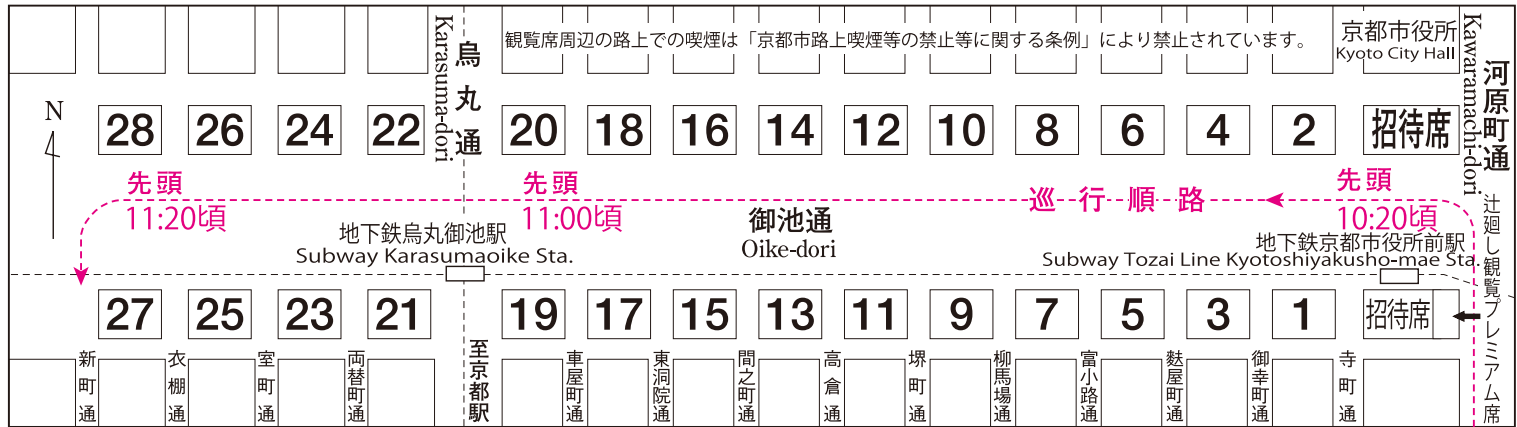 観覧席周辺の路上での喫煙は「京都市路上喫煙等の禁止等に関する条例」により禁止されています。
京都市役所
Kyoto City Hall
烏丸通
Karasuma-dori
河原町通
Kawaramachi-dori
N
28
26
24
22
20
18
16
14
12
10
8
6
4
2
招待席
先頭
11:20頃
先頭
11:00頃
巡行順路
先頭
10:20頃
御池通
Oike-dori
地下鉄烏丸御池駅
Subway Karasumaoike Sta.
地下鉄京都市役所前駅
Subway Tozai Line Kyotoshiyakusho-mae Sta.
辻廻し観覧プレミアム席
27
25
23
21
19
17
15
13
11
9
7
5
3
1
招待席
新町通
衣棚通
室町通
両替町通
至京都駅
車屋町通
東洞院通
間之町通
高倉通
堺町通
柳馬場通
富小路通
麩屋町通
御幸町通
寺町通